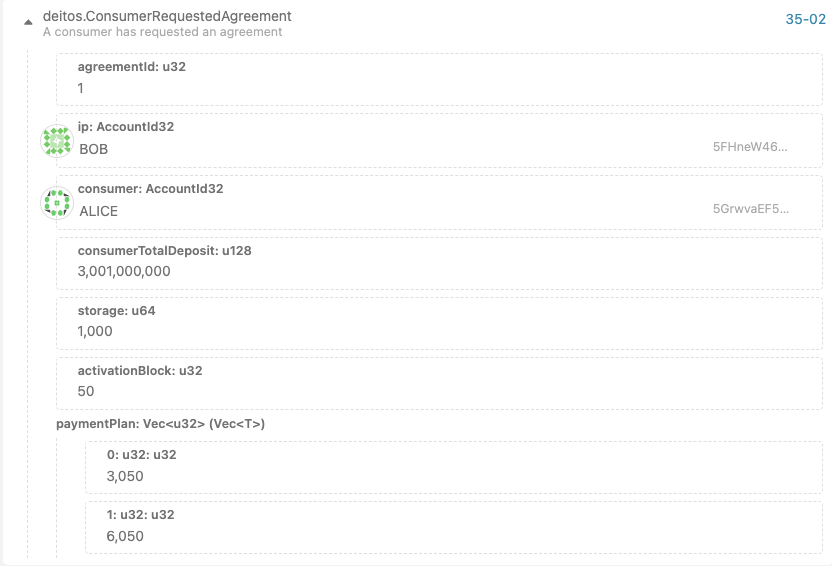 deitos.ConsumerRequestedAgreement 35-02
A consumer has requested an agreement
agreementId: u32
1
ip: AccountId32
BOB 5FHneW46...
consumer: AccountId32
ALICE 5GrwvaEF5...
consumerTotalDeposit: u128
3,001,000,000
storage: u64
1,000
activationBlock: u32
50
paymentPlan: Vec<u32> (Vec<T>)
0: u32: u32
3,050
1: u32: u32
6,050